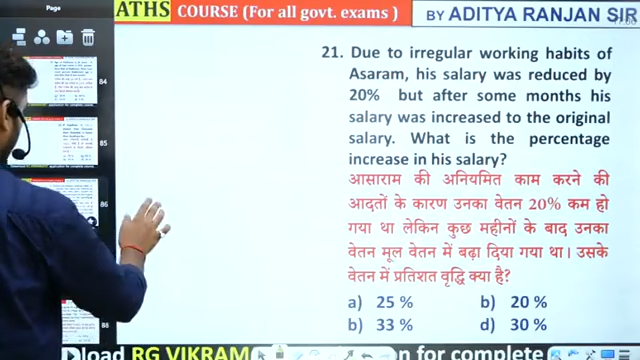 Page
ATHS COURSE (For all govt. exams)
BY ADITYA RANJAN SIR
21. Due to irregular working habits of
Asaram, his salary was reduced by
20% but after some months his
salary was increased to the original
salary. What is the percentage
increase in his salary?
आसाराम की अनियमित काम करने की
आदतों के कारण उनका वेतन 20% कम हो
गया था लेकिन कुछ महीनों के बाद उनका
वेतन मूल वेतन में बढ़ा दिया गया था। उसके
वेतन में प्रतिशत वृद्धि क्या है?
a) 25 % b) 20 %
b) 33 % d) 30 %
84
85
86
88
load RG VIKRAM on for complete